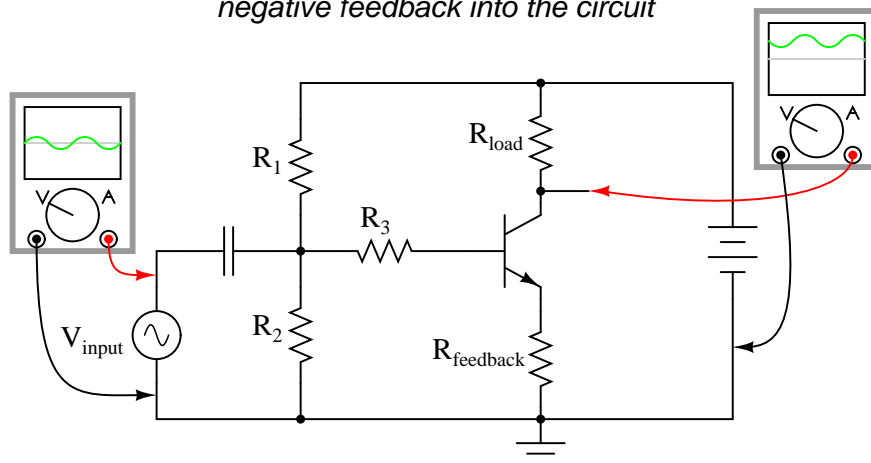 negative feedback into the circuit
V A
V A
R1
Rload
R3
R2
Vinput
Rfeedback